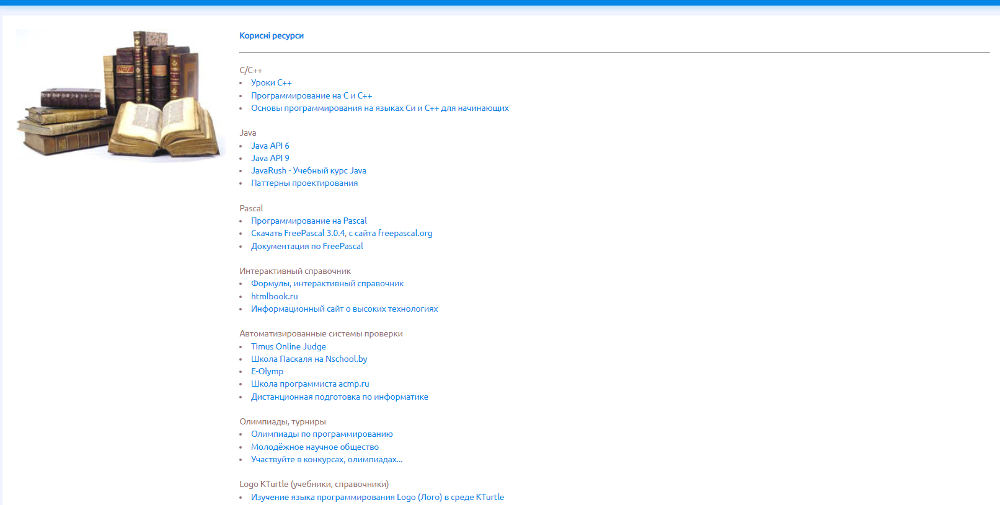 Корисні ресурси
C/C++
Уроки C++
Программирование на C и C++
Основы программирования на языках Си и C++ для начинающих
Java
Java API 6
Java API 9
JavaRush - Учебный курс Java
Паттерны проектирования
Pascal
Программирование на Pascal
Скачать FreePascal 3.0.4, с сайта freepascal.org
Документация по FreePascal
Интерактивный справочник
Формулы, интерактивный справочник
htmlbook.ru
Информационный сайт о высоких технологиях
Автоматизированные системы проверки
Timus Online Judge
Школа Паскаля на Nschool.by
E-Olymp
Школа программиста acmp.ru
Дистанционная подготовка по информатике
Олимпиады, турниры
Олимпиады по программированию
Молодёжное научное общество
Участвуйте в конкурсах, олимпиадах...
Logo KTurtle (учебники, справочники)
Изучение языка программирования Logo (Лого) в среде KTurtle